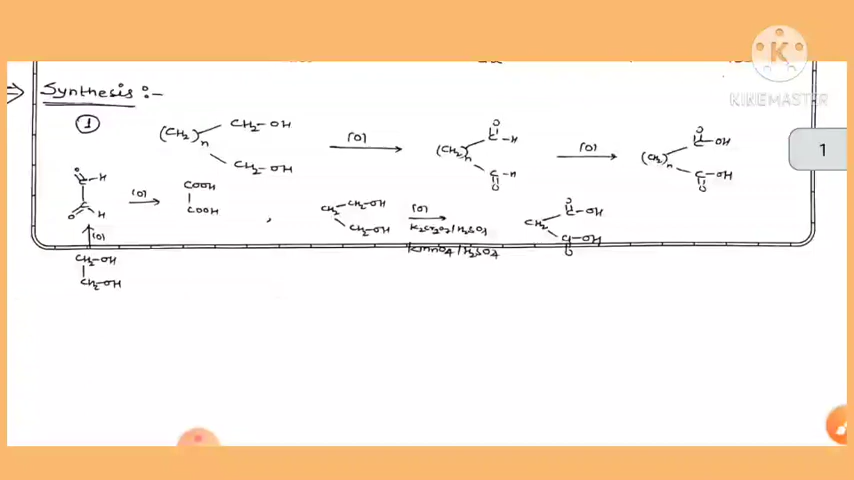 KINEMASTER
⇒ Synthesis :-
①
(CH2)n CH2-OH CH2-OH [O] → (CH2)n C=O -H C=O -H [O] → (CH2)n C=O -OH C=O -OH
1
O=C-H O=C-H [O] → COOH COOH , CH2 CH2-OH CH2-OH [O] → K2Cr2O7/H2SO4 KMnO4/H2SO4 CH2 C=O -OH C=O -OH
↑ [O]
CH2-OH
CH2-OH